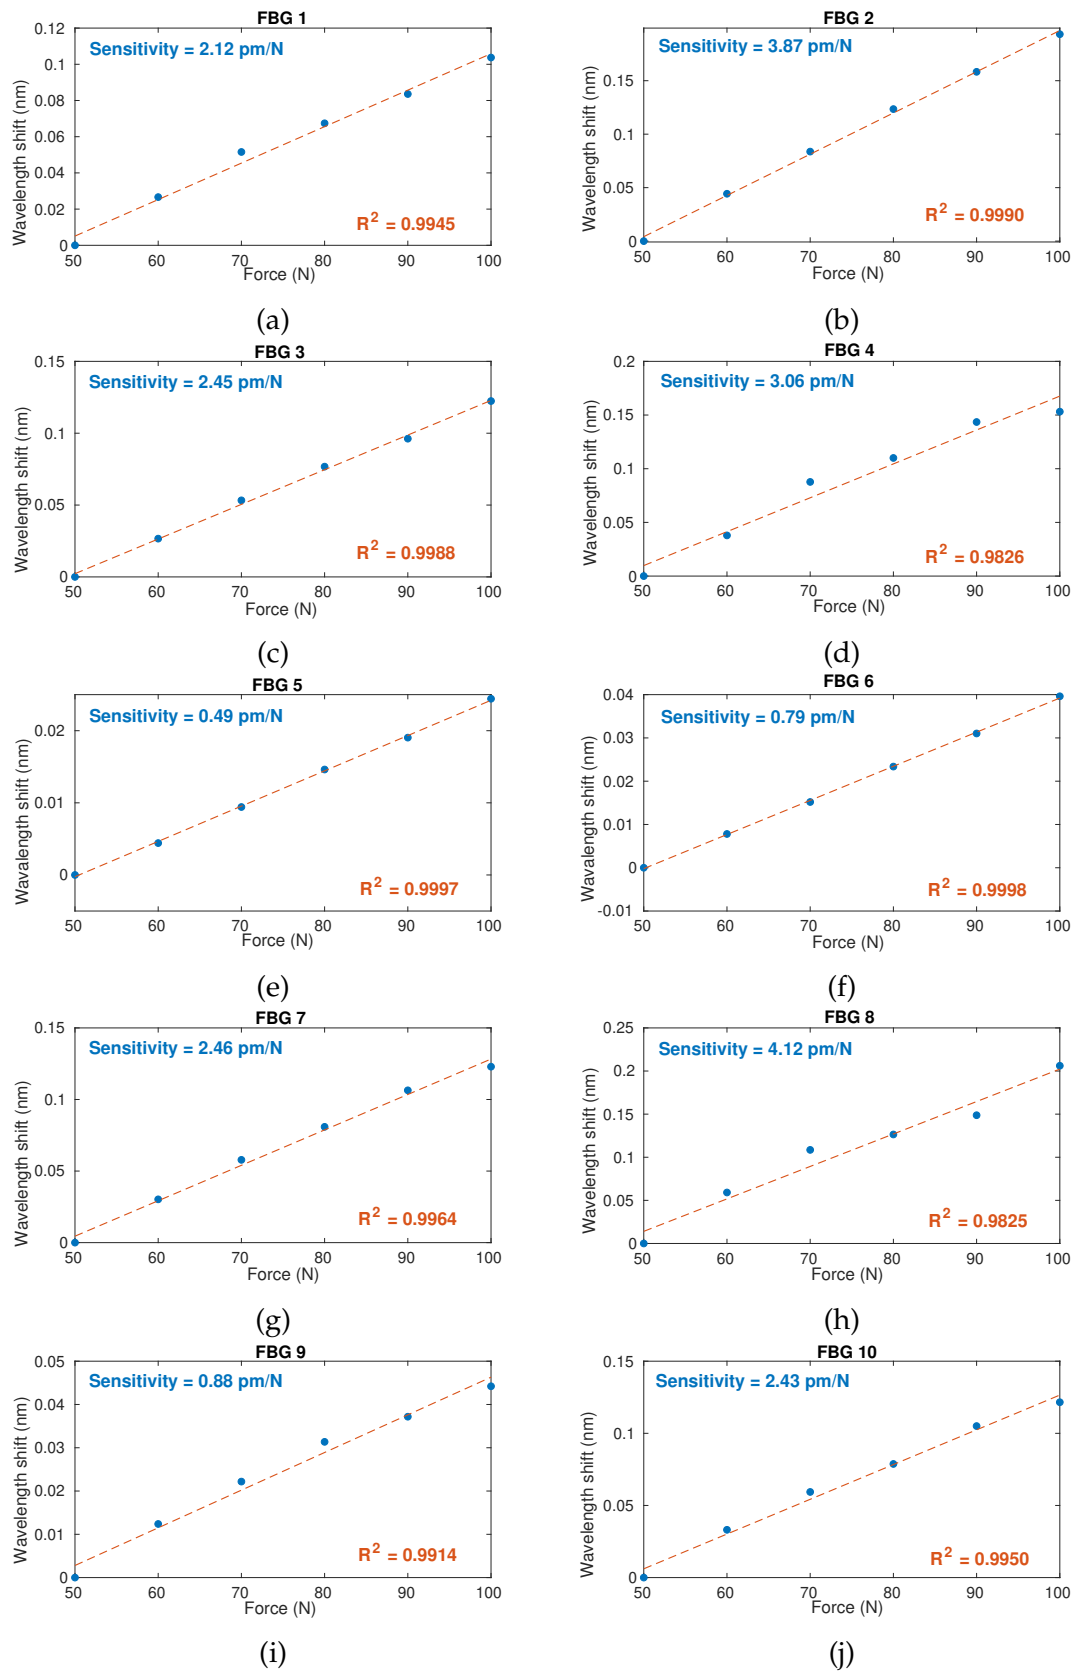 FBG 1
Sensitivity = 2.12 pm/N
Wavelength shift (nm)
0.12
0.1
0.08
0.06
0.04
0.02
0
R² = 0.9945
50 60 70 80 90 100
Force (N)
(a)
FBG 2
Sensitivity = 3.87 pm/N
Wavelength shift (nm)
0.15
0.1
0.05
0
R² = 0.9990
50 60 70 80 90 100
Force (N)
(b)
FBG 3
Sensitivity = 2.45 pm/N
Wavelength shift (nm)
0.15
0.1
0.05
0
R² = 0.9988
50 60 70 80 90 100
Force (N)
(c)
FBG 4
Sensitivity = 3.06 pm/N
Wavelength shift (nm)
0.2
0.15
0.1
0.05
0
R² = 0.9826
50 60 70 80 90 100
Force (N)
(d)
FBG 5
Sensitivity = 0.49 pm/N
Wavalength shift (nm)
0.02
0.01
0
R² = 0.9997
50 60 70 80 90 100
Force (N)
(e)
FBG 6
Sensitivity = 0.79 pm/N
Wavalength shift (nm)
0.04
0.03
0.02
0.01
0
-0.01
R² = 0.9998
50 60 70 80 90 100
Force (N)
(f)
FBG 7
Sensitivity = 2.46 pm/N
Wavelength shift (nm)
0.15
0.1
0.05
0
R² = 0.9964
50 60 70 80 90 100
Force (N)
(g)
FBG 8
Sensitivity = 4.12 pm/N
Wavelength shift (nm)
0.25
0.2
0.15
0.1
0.05
0
R² = 0.9825
50 60 70 80 90 100
Force (N)
(h)
FBG 9
Sensitivity = 0.88 pm/N
Wavelength shift (nm)
0.05
0.04
0.03
0.02
0.01
0
R² = 0.9914
50 60 70 80 90 100
Force (N)
(i)
FBG 10
Sensitivity = 2.43 pm/N
Wavelength shift (nm)
0.15
0.1
0.05
0
R² = 0.9950
50 60 70 80 90 100
Force (N)
(j)